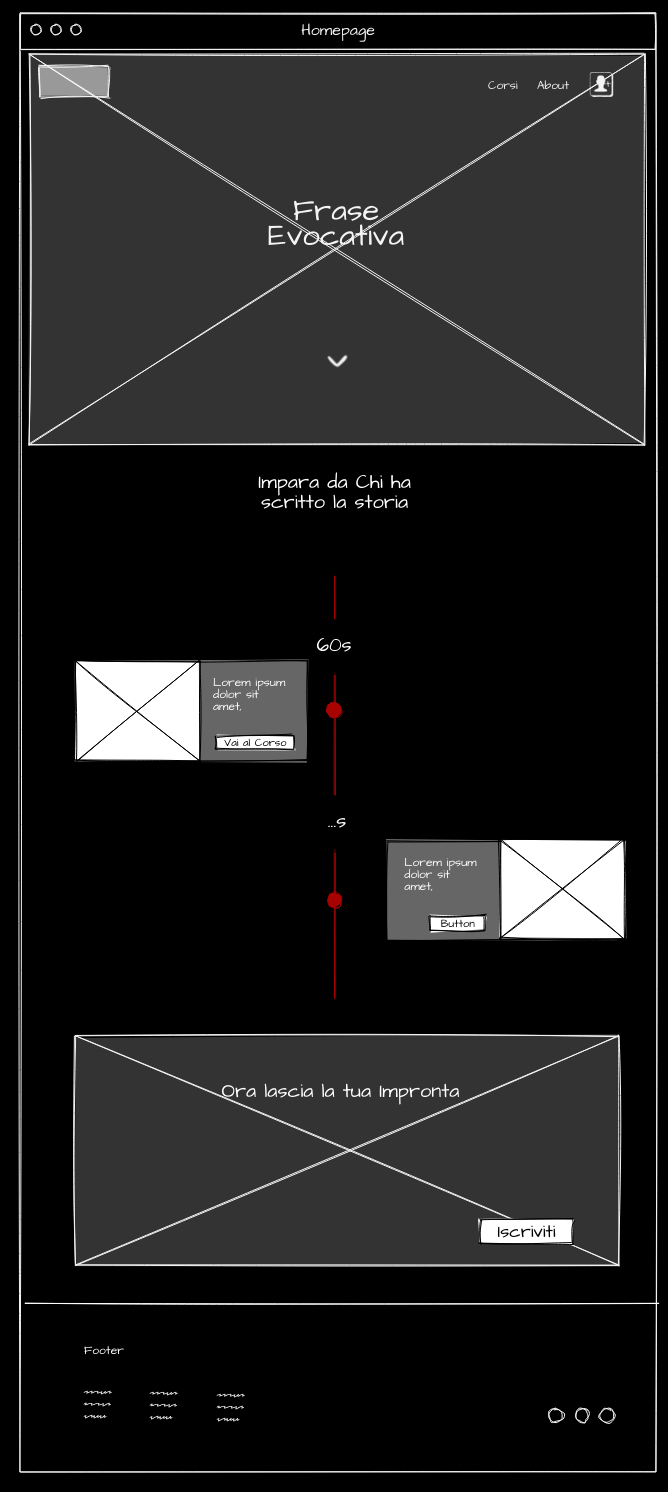 Homepage
Corsi About
Frase
Evocativa
Impara da Chi ha
scritto la storia
60s
Lorem ipsum
dolor sit
amet,
Vai al Corso
...s
Lorem ipsum
dolor sit
amet,
Button
Ora lascia la tua Impronta
Iscriviti
Footer